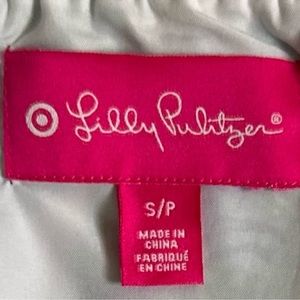 Lilly Pulitzer®
S/P
MADE IN
CHINA
FABRIQUÉ
EN CHINE